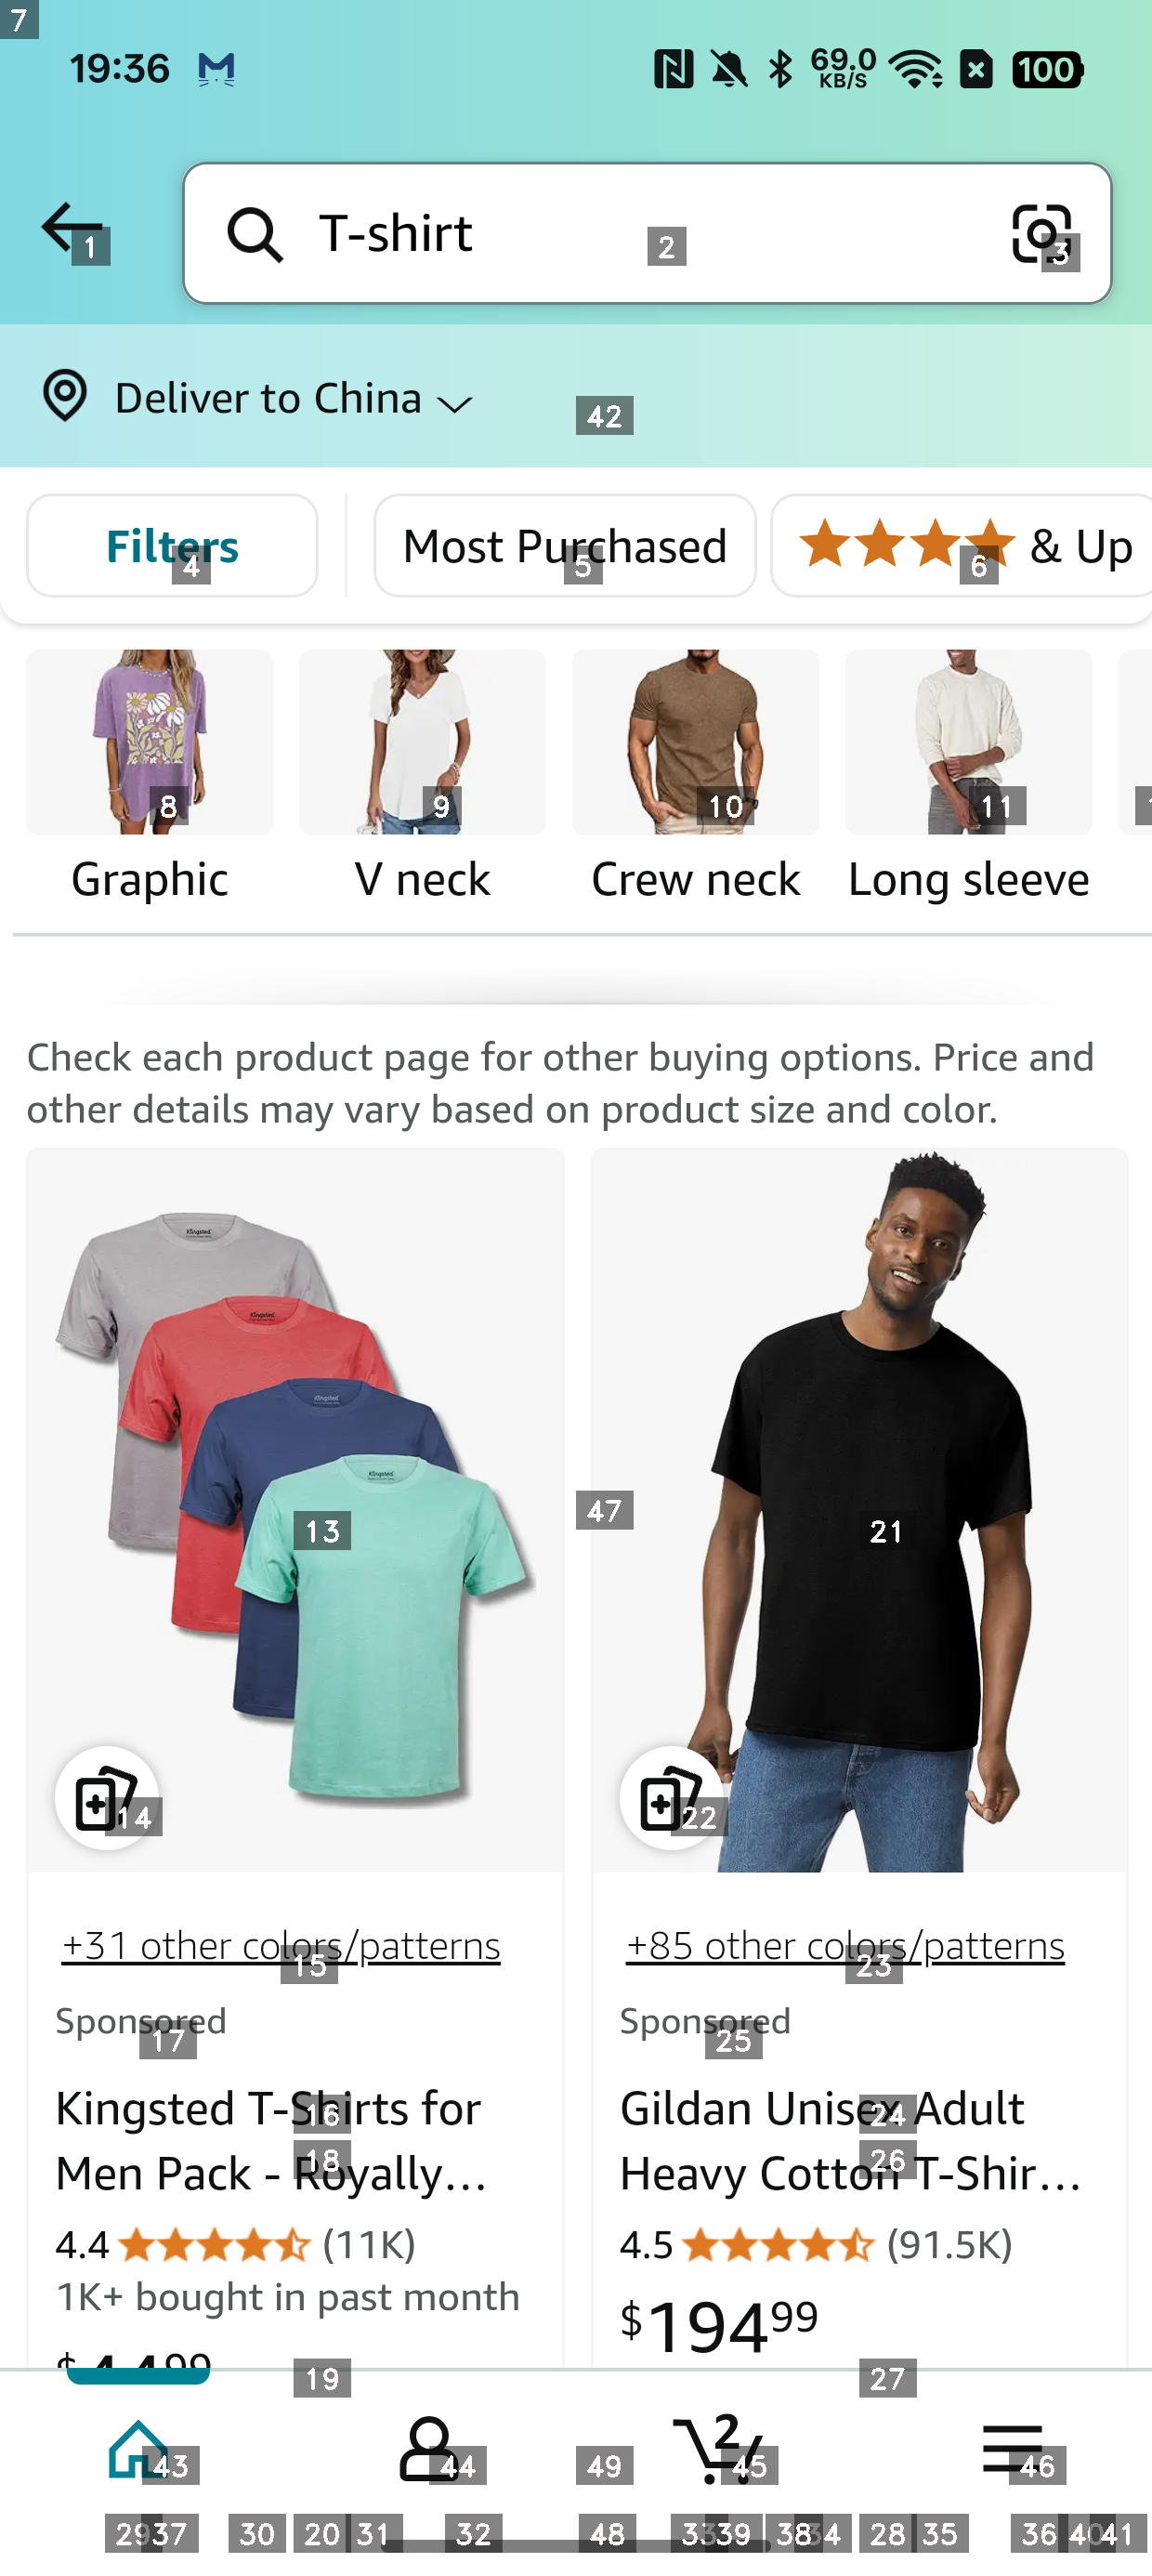 7
19:36
69.0
KB/S
100
T-shirt
1
2
3
Deliver to China
42
Filters
Most Purchased
& Up
4
5
6
8
9
10
11
Graphic
V neck
Crew neck
Long sleeve
Check each product page for other buying options. Price and
other details may vary based on product size and color.
Kingsted
Kingsted
Kingsted
Kingsted
13
47
21
14
22
+31 other colors/patterns
+85 other colors/patterns
15
23
Sponsored
Sponsored
17
25
Kingsted T-Shirts for
Men Pack - Royally...
16
18
Gildan Unisex Adult
Heavy Cotton T-Shir...
24
26
4.4 (11K)
1K+ bought in past month
4.5 (91.5K)
$194.99
$44.99
19
27
2
43
44
49
45
46
29 37 30 20 31 32 48 33 39 38 34 28 35 36 40 41